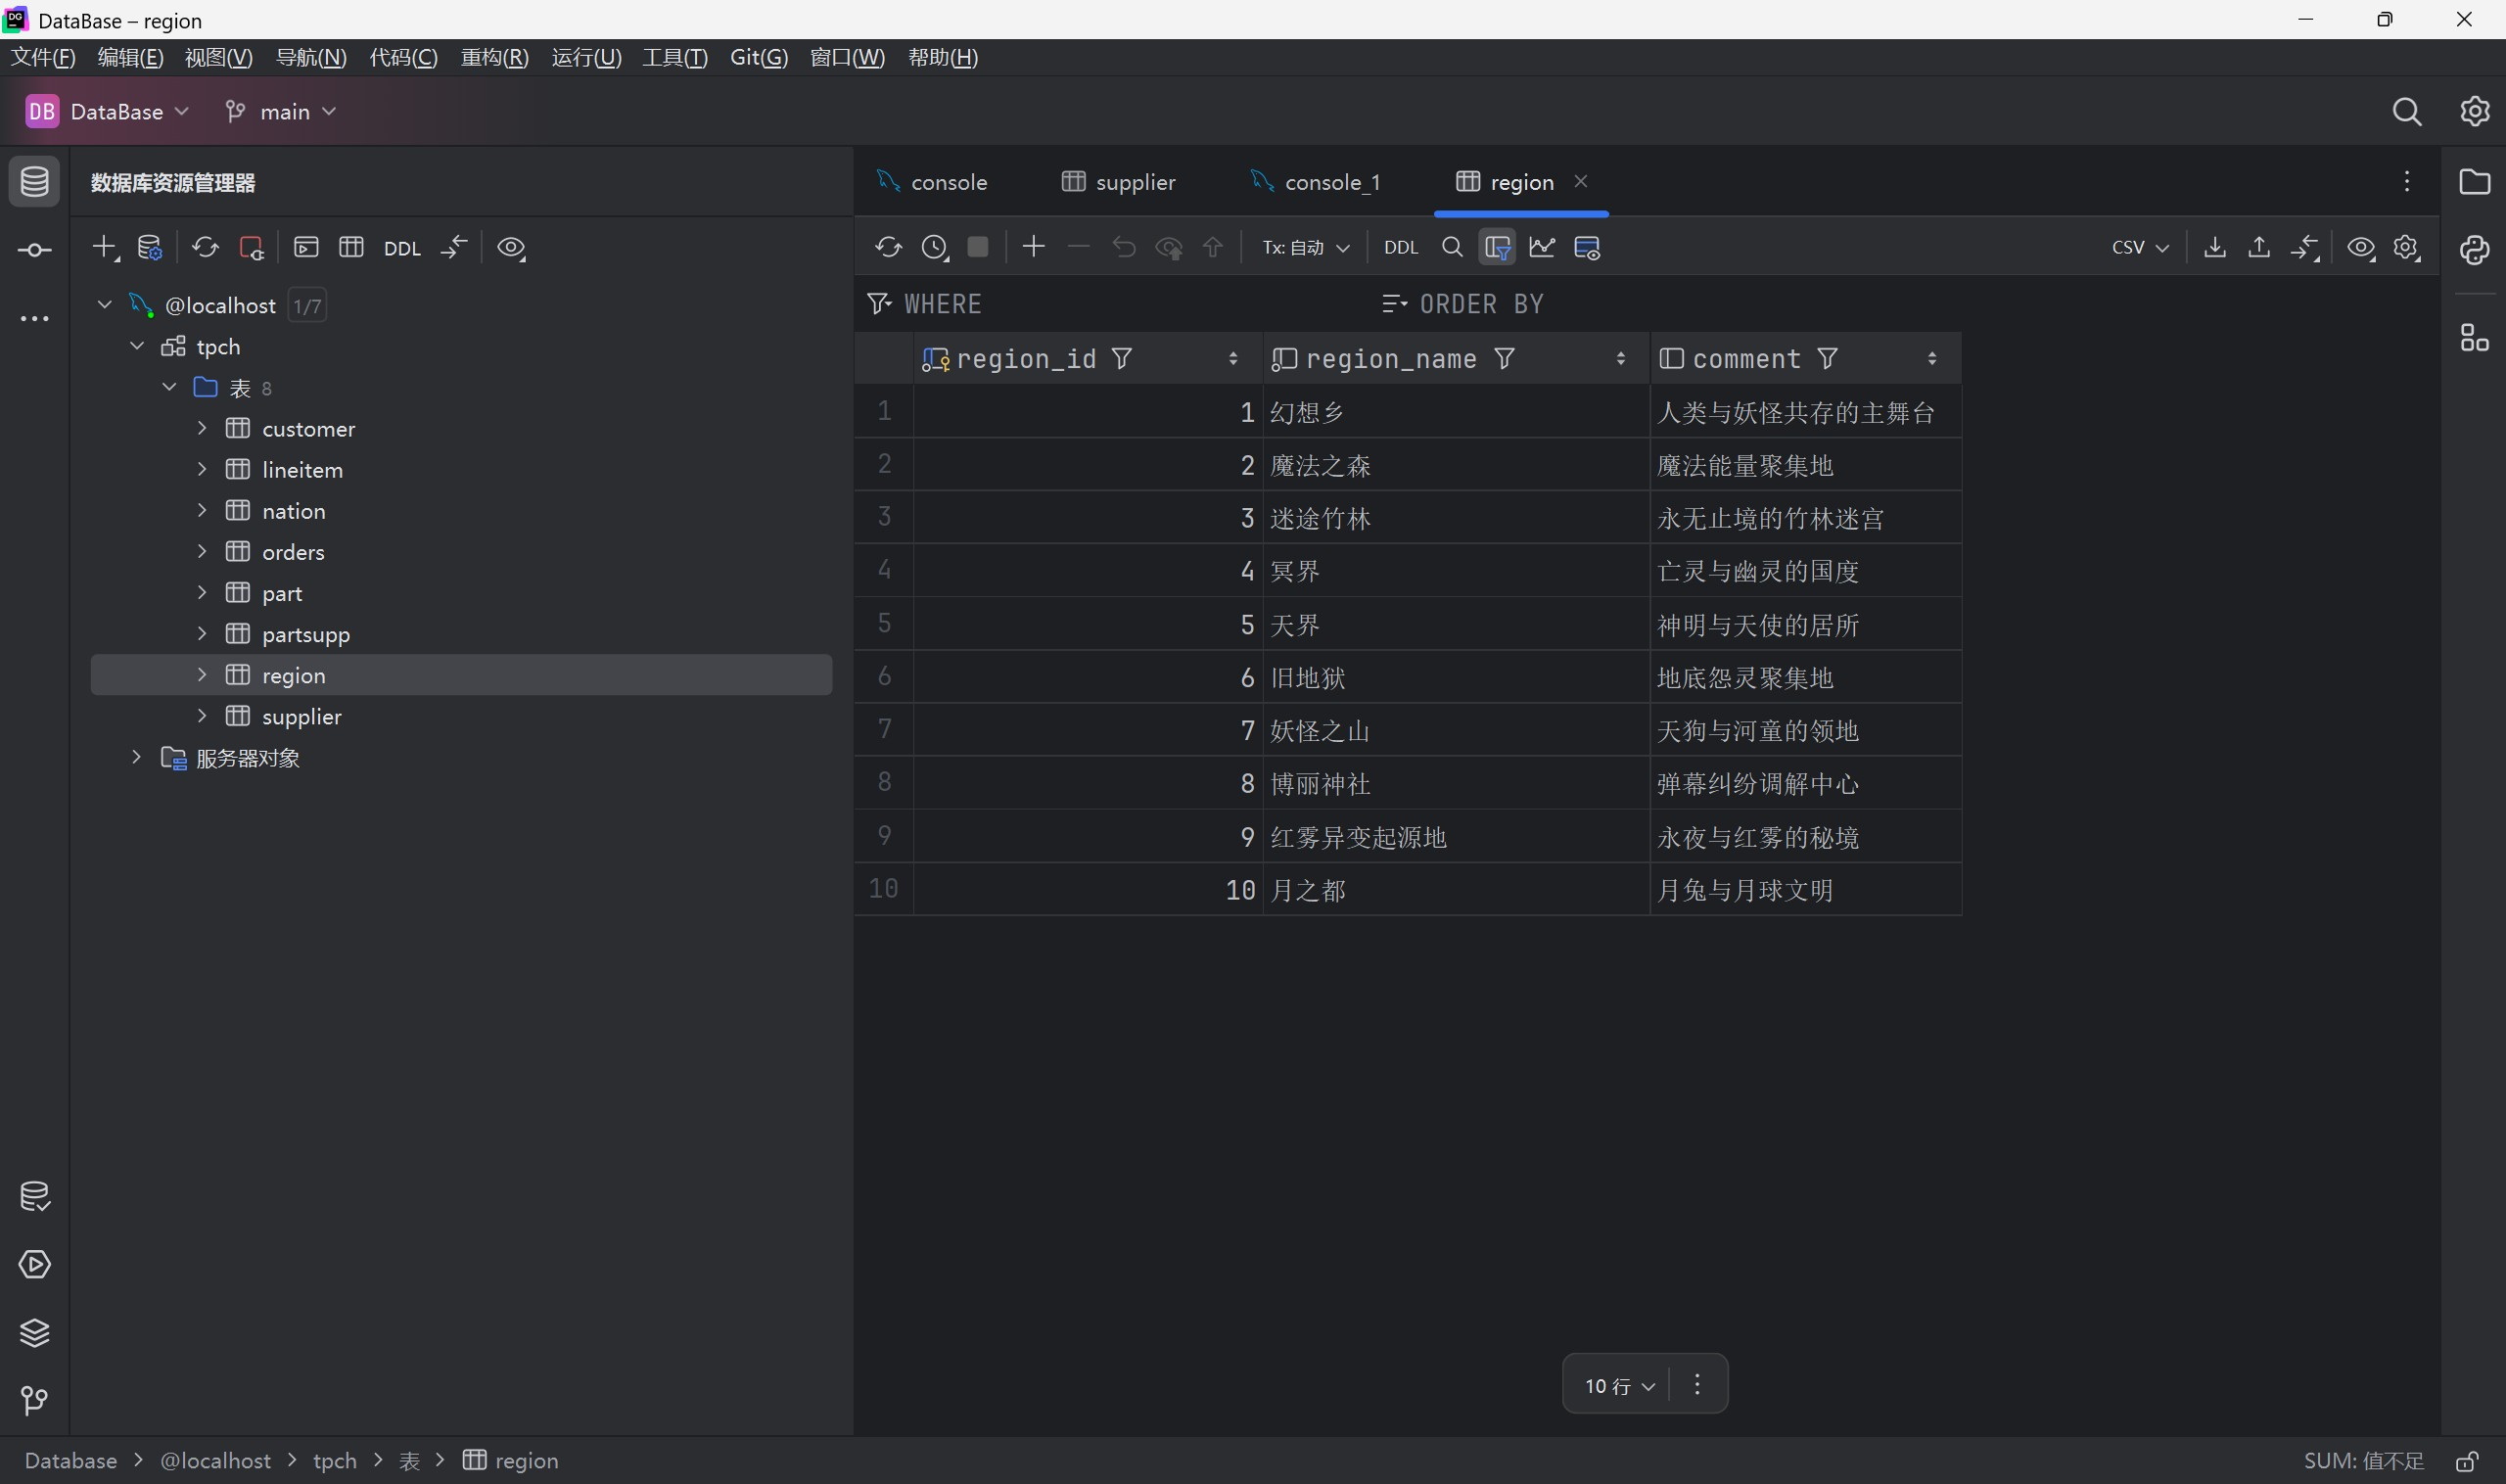 DataBase – region
文件(F) 编辑(E) 视图(V) 导航(N) 代码(C) 重构(R) 运行(U) 工具(T) Git(G) 窗口(W) 帮助(H)
DB DataBase main
数据库资源管理器
DDL
@localhost 1/7
tpch
表 8
customer
lineitem
nation
orders
part
partsupp
region
supplier
服务器对象
console supplier console_1 region
Tx: 自动 DDL CSV
WHERE ORDER BY
region_id region_name comment
1 1 幻想乡 人类与妖怪共存的主舞台
2 2 魔法之森 魔法能量聚集地
3 3 迷途竹林 永无止境的竹林迷宫
4 4 冥界 亡灵与幽灵的国度
5 5 天界 神明与天使的居所
6 6 旧地狱 地底怨灵聚集地
7 7 妖怪之山 天狗与河童的领地
8 8 博丽神社 弹幕纠纷调解中心
9 9 红雾异变起源地 永夜与红雾的秘境
10 10 月之都 月兔与月球文明
10 行
Database @localhost tpch 表 region
SUM: 值不足